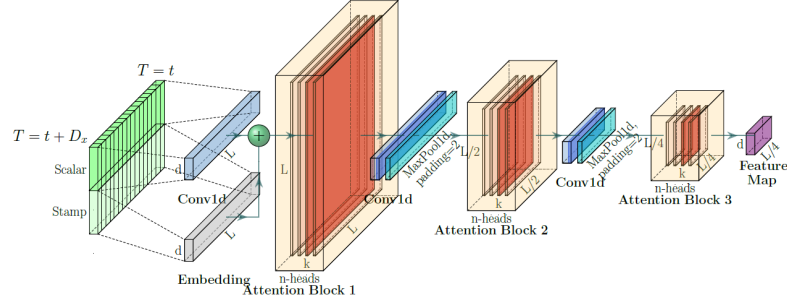 T = t
T = t + Dₓ
Scalar
Stamp
d
L
Conv1d
d
L
Embedding
L
L
k
n-heads
Attention Block 1
Conv1d
MaxPool1d,
padding=2
L/2
L/2
k
n-heads
Attention Block 2
Conv1d
MaxPool1d,
padding=2
L/4
L/4
k
n-heads
Attention Block 3
d
L/4
Feature
Map